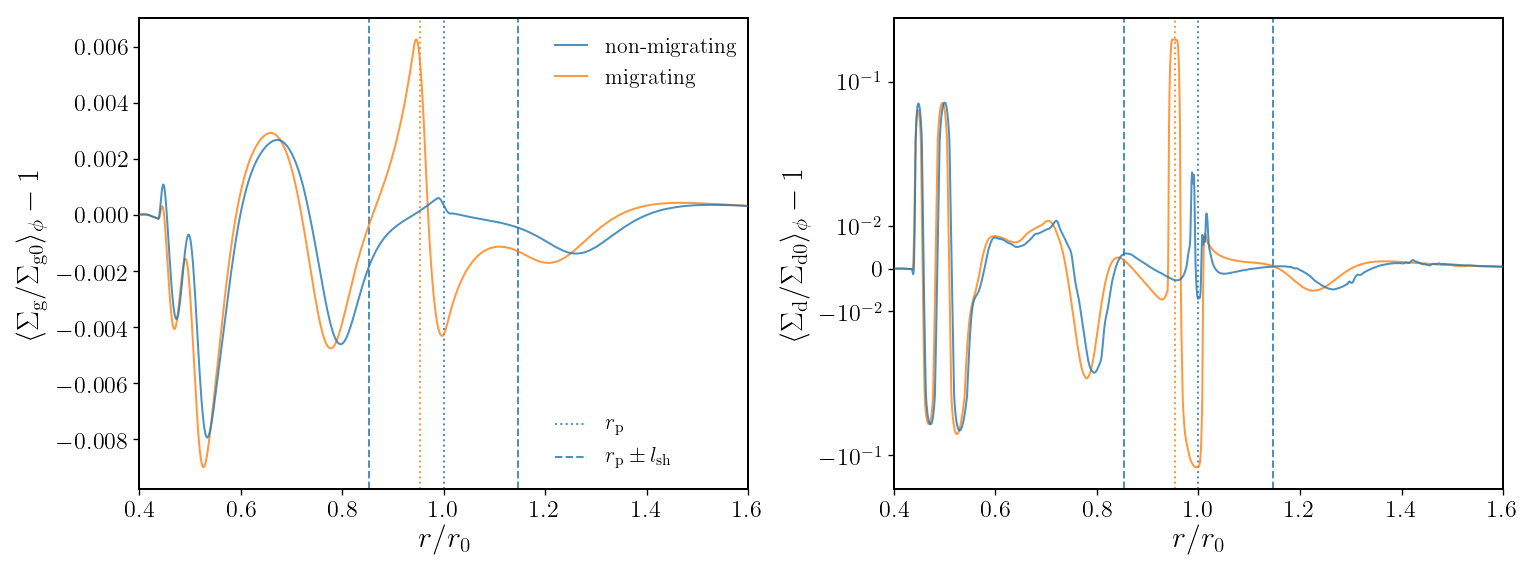 ⟨Σg/Σg0⟩ϕ − 1
0.006
0.004
0.002
0.000
−0.002
−0.004
−0.006
−0.008
non-migrating
migrating
rp
rp ± lsh
0.4 0.6 0.8 1.0 1.2 1.4 1.6
r/r0
⟨Σd/Σd0⟩ϕ − 1
10−1
10−2
0
−10−2
−10−1
0.4 0.6 0.8 1.0 1.2 1.4 1.6
r/r0